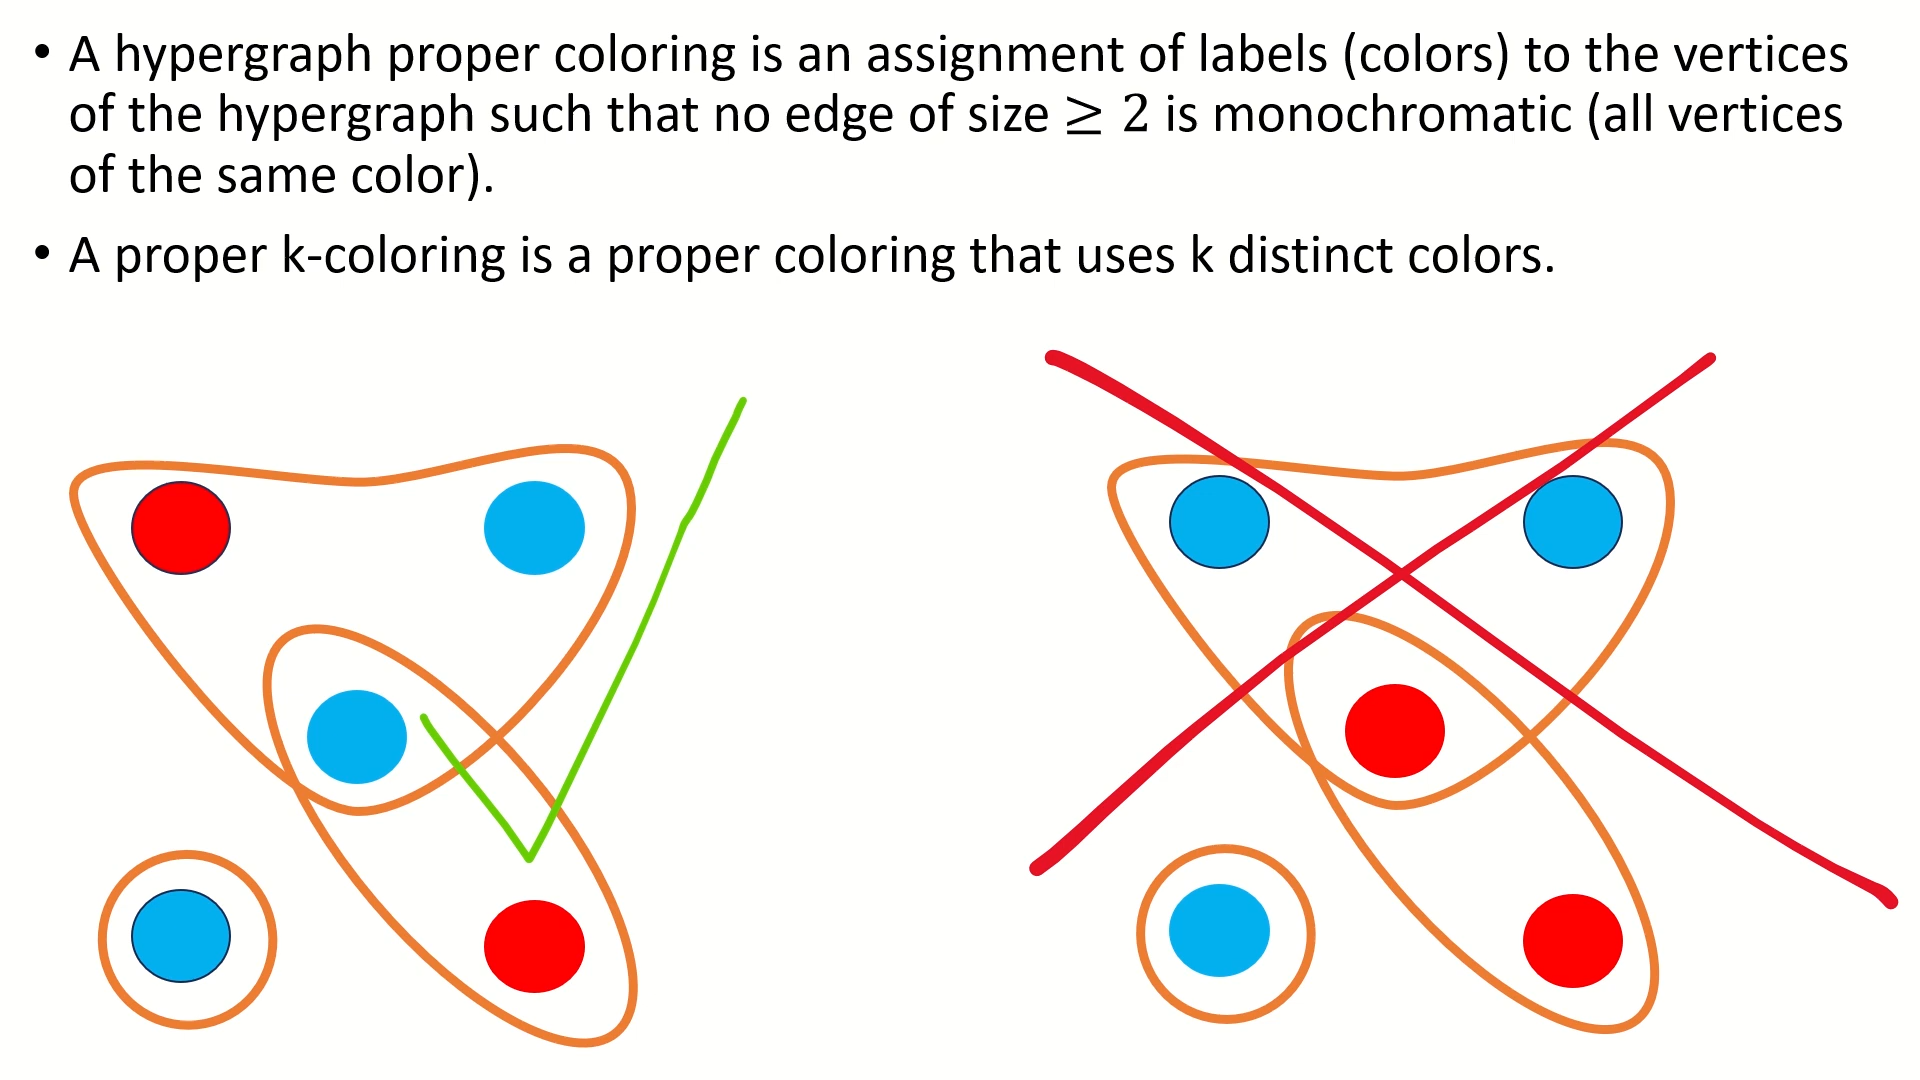 • A hypergraph proper coloring is an assignment of labels (colors) to the vertices
of the hypergraph such that no edge of size ≥ 2 is monochromatic (all vertices
of the same color).
• A proper k-coloring is a proper coloring that uses k distinct colors.